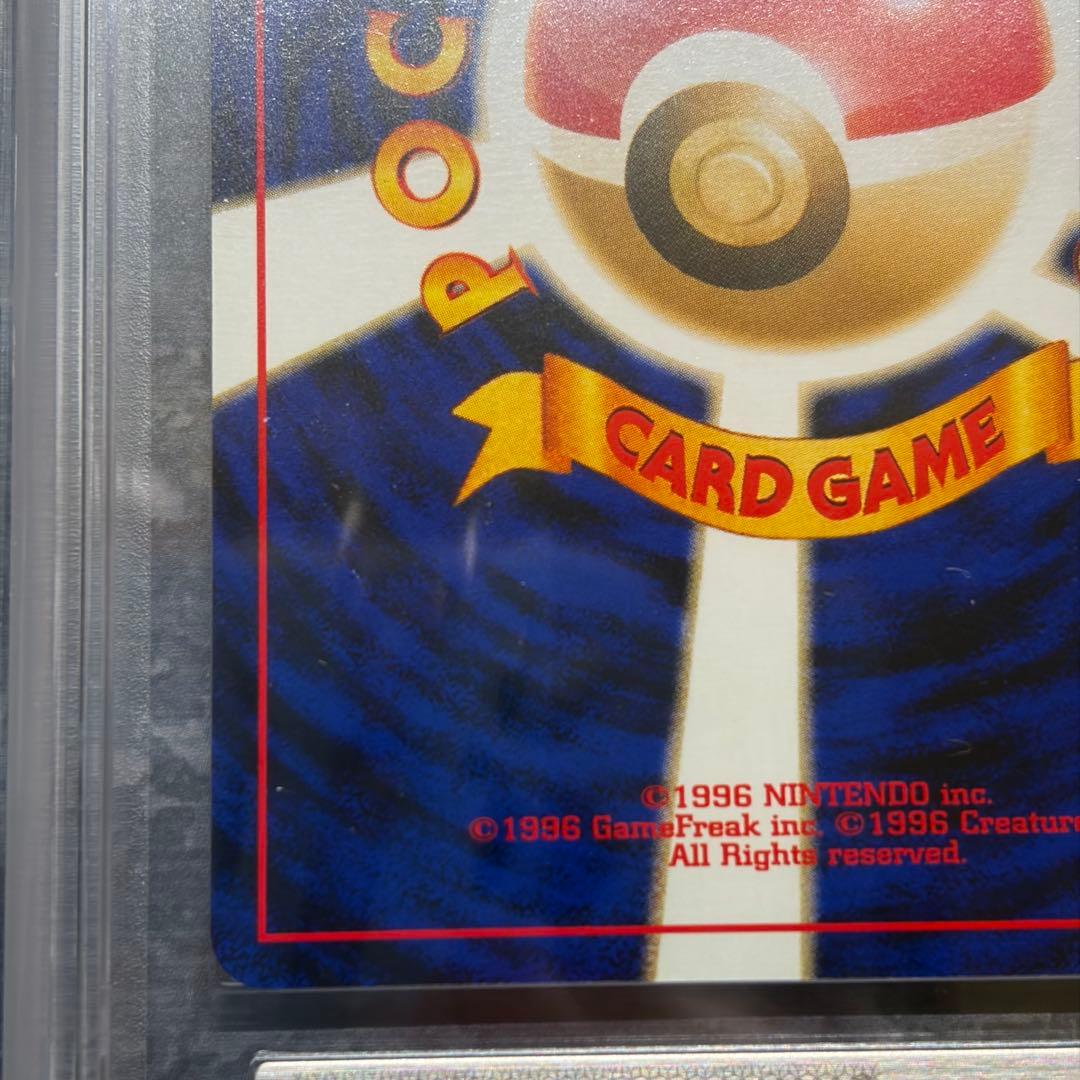 POC
CARD GAME
©1996 NINTENDO inc.
©1996 GameFreak inc. ©1996 Creature
All Rights reserved.